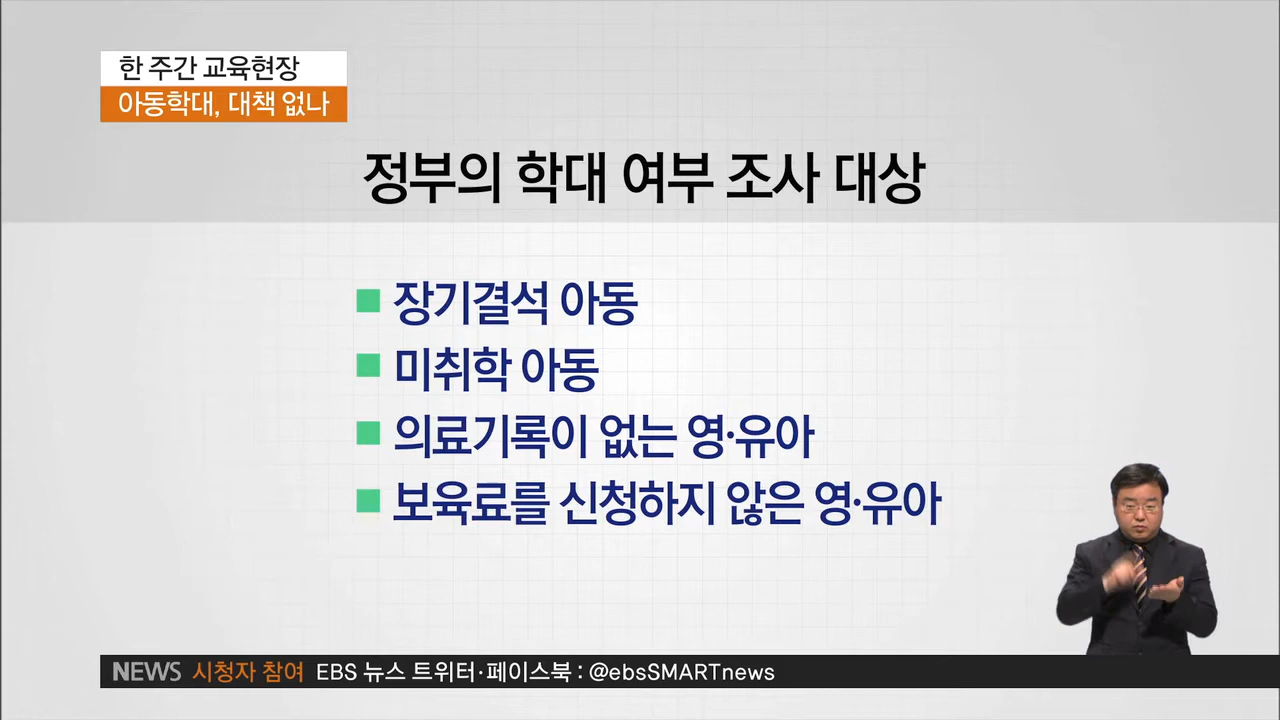 한 주간 교육현장
아동학대, 대책 없나
정부의 학대 여부 조사 대상
장기결석 아동
미취학 아동
의료기록이 없는 영·유아
보육료를 신청하지 않은 영·유아
NEWS 시청자 참여 EBS 뉴스 트위터·페이스북 : @ebsSMARTnews